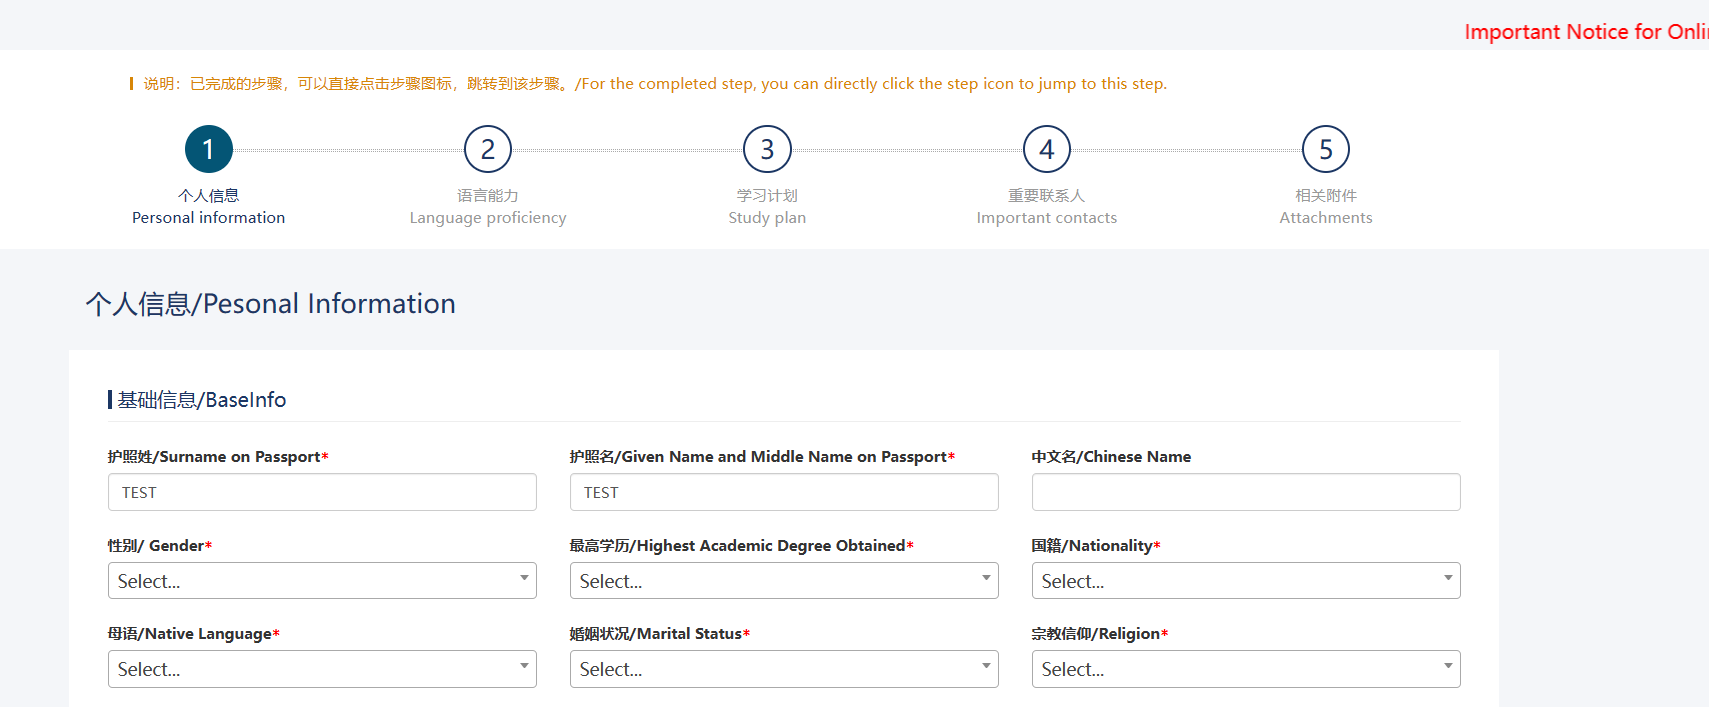 Important Notice for Onli
说明：已完成的步骤，可以直接点击步骤图标，跳转到该步骤。/For the completed step, you can directly click the step icon to jump to this step.
1
2
3
4
5
个人信息
语言能力
学习计划
重要联系人
相关附件
Personal information
Language proficiency
Study plan
Important contacts
Attachments
个人信息/Pesonal Information
基础信息/BaseInfo
护照姓/Surname on Passport*
护照名/Given Name and Middle Name on Passport*
中文名/Chinese Name
TEST
TEST
性别/ Gender*
最高学历/Highest Academic Degree Obtained*
国籍/Nationality*
Select...
Select...
Select...
母语/Native Language*
婚姻状况/Marital Status*
宗教信仰/Religion*
Select...
Select...
Select...